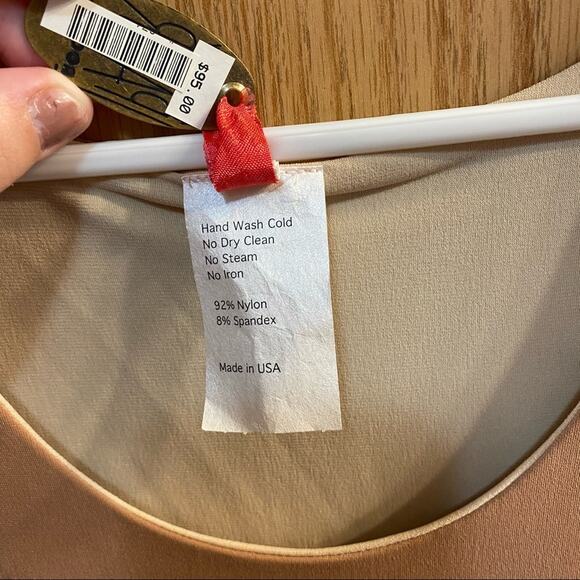 $95.00
Hand Wash Cold
No Dry Clean
No Steam
No Iron
92% Nylon
8% Spandex
Made in USA